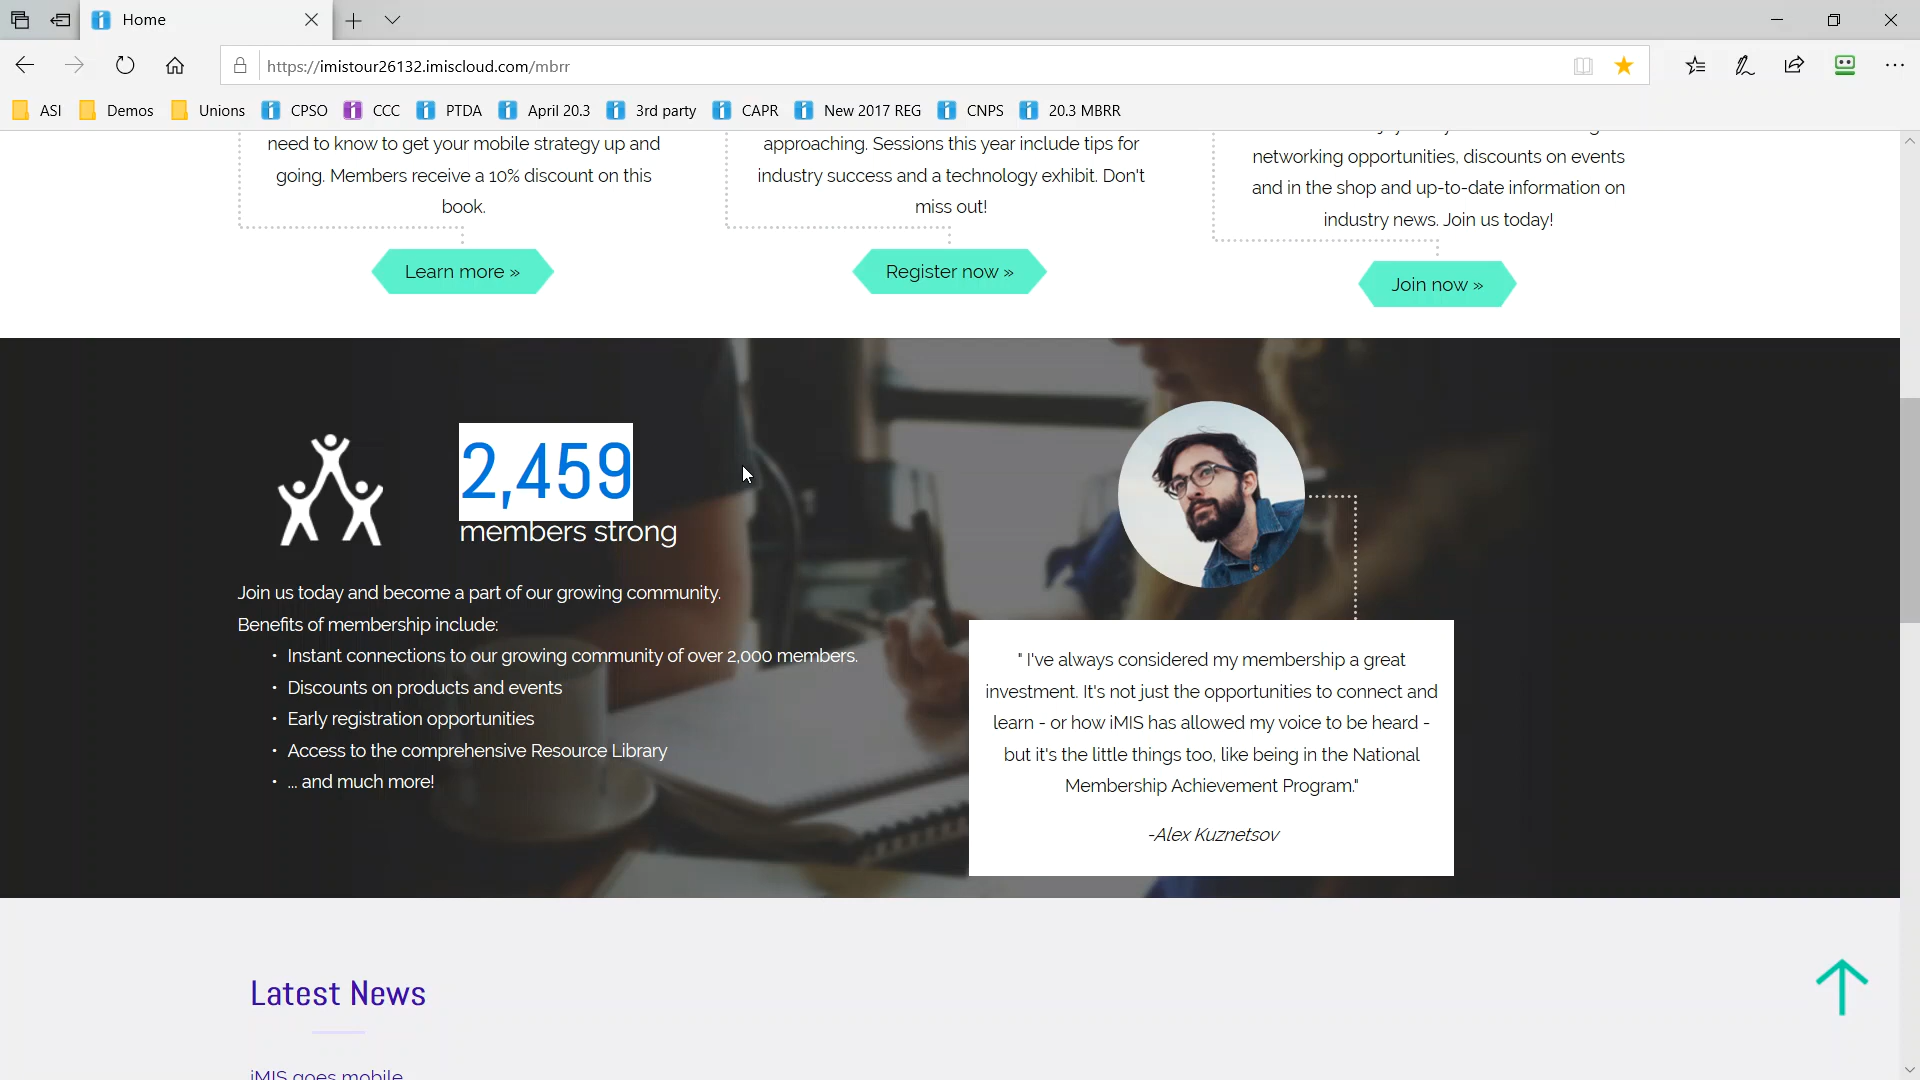 Home
https://imistour26132.imiscloud.com/mbrr
ASI
Demos
Unions
CPSO
CCC
PTDA
April 20.3
3rd party
CAPR
New 2017 REG
CNPS
20.3 MBRR
need to know to get your mobile strategy up and
going. Members receive a 10% discount on this
book.
Learn more »
approaching. Sessions this year include tips for
industry success and a technology exhibit. Don't
miss out!
Register now »
networking opportunities, discounts on events
and in the shop and up-to-date information on
industry news. Join us today!
Join now »
2,459
members strong
Join us today and become a part of our growing community.
Benefits of membership include:
• Instant connections to our growing community of over 2,000 members.
• Discounts on products and events
• Early registration opportunities
• Access to the comprehensive Resource Library
• ... and much more!
" I've always considered my membership a great
investment. It's not just the opportunities to connect and
learn - or how iMIS has allowed my voice to be heard -
but it's the little things too, like being in the National
Membership Achievement Program."
-Alex Kuznetsov
Latest News
iMIS goes mobile